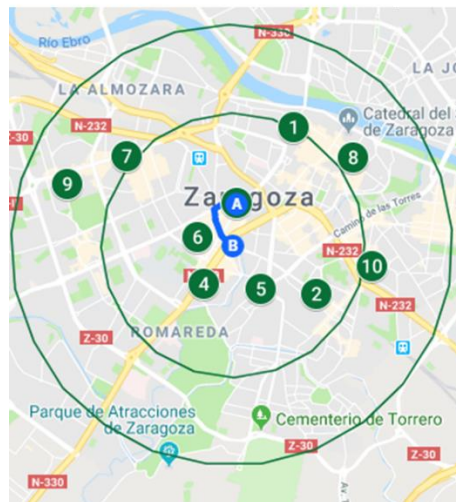 N-330
Río Ebro
LA JO
LA ALMOZARA
N-232
Z-30
1
Catedral del S
de Zaragoza
7
8
9
Zaragoza
A
Camino de las Torres
6
B
N-232
10
4
5
2
N-232
ROMAREDA
Z-30
Parque de Atracciones
de Zaragoza
Cementerio de Torrero
Z-30
N-330
Av. T